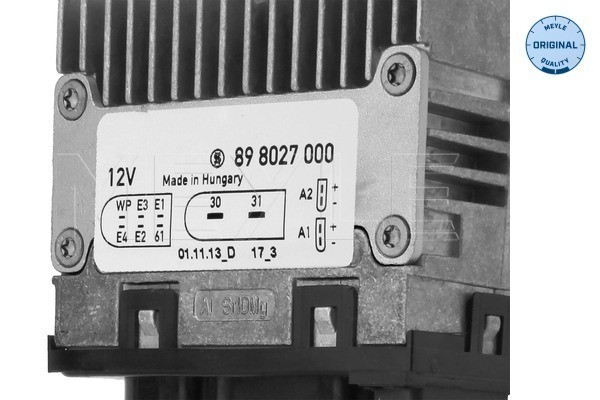 MEYLE
ORIGINAL
QUALITY
89 8027 000
12V
Made in Hungary
WP E3 E1
E4 E2 61
30 31
A2 + -
A1 + -
01.11.13_D 17_3
MEYLE